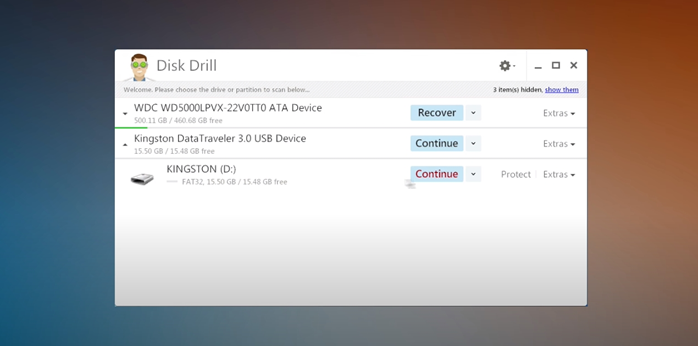 Disk Drill
Welcome. Please choose the drive or partition to scan below...
3 item(s) hidden, show them
WDC WD5000LPVX-22V0TT0 ATA Device
500.11 GB / 460.68 GB free
Recover
Extras
Kingston DataTraveler 3.0 USB Device
15.50 GB / 15.48 GB free
Continue
Extras
KINGSTON (D:)
FAT32, 15.50 GB / 15.48 GB free
Continue
Protect
Extras